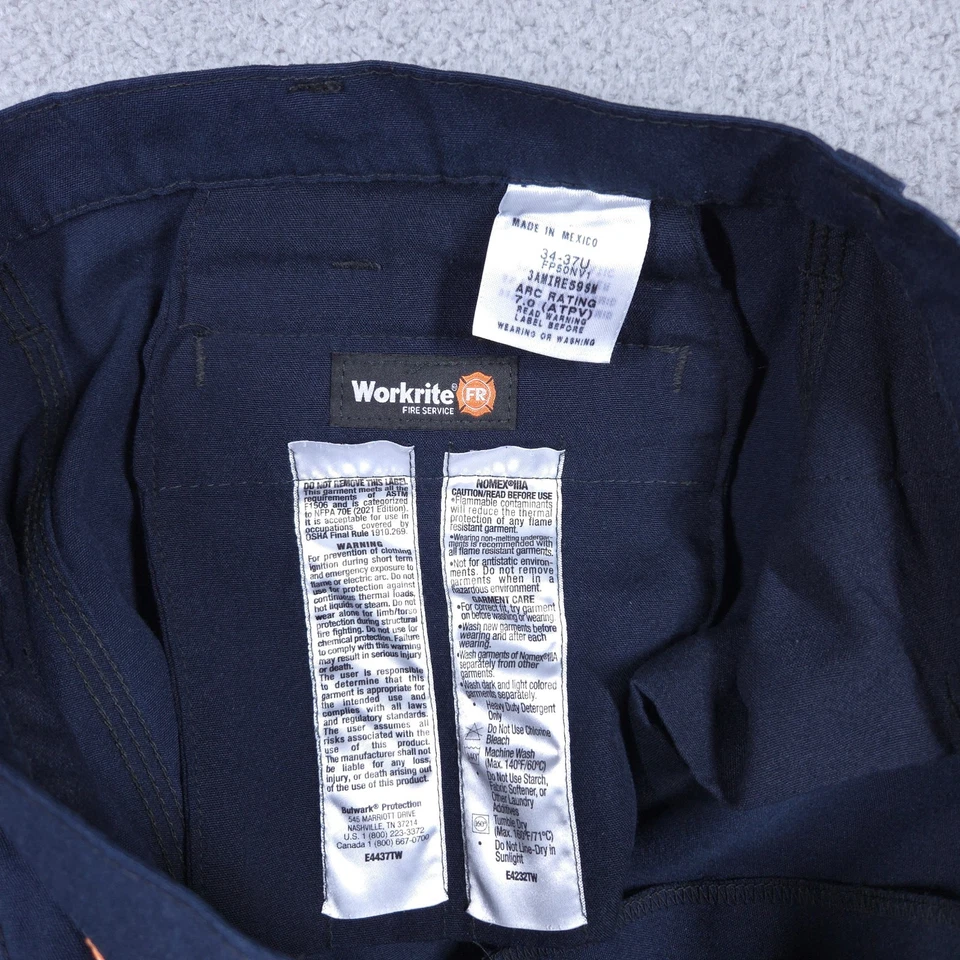 MADE IN MEXICO
34-37U
FP50NV1
3AMIRE595M
ARC RATING
7.0 (ATPV)
READ WARNING
LABEL BEFORE
WEARING OR WASHING
Workrite®
FR
FIRE SERVICE
DO NOT REMOVE THIS LABEL
This garment meets all the
requirements of ASTM
F1506 and is categorized
to NFPA 70E (2021 Edition).
It is acceptable for use in
occupations covered by
OSHA Final Rule 1910.269.
WARNING
For prevention of clothing
ignition during short term
and emergency exposure to
flame or electric arc. Do not
use for protection against
continuous thermal loads,
hot liquids or steam. Do not
wear alone for limb/torso
protection during structural
fire fighting. Do not use for
chemical protection. Failure
to comply with this warning
may result in serious injury
or death.
The user is responsible
to determine that this
garment is appropriate for
the intended use and
complies with all laws
and regulatory standards.
The user assumes all
risks associated with the
use of this product.
The manufacturer shall not
be liable for any loss,
injury, or death arising out
of the use of this product.
Bulwark® Protection
545 MARRIOTT DRIVE
NASHVILLE, TN 37214
U.S. 1 (800) 223-3372
Canada 1 (800) 667-0700
E4437TW
NOMEX®IIIA
CAUTION/READ BEFORE USE
•Flammable contaminants
will reduce the thermal
protection of any flame
resistant garment.
•Wearing non-melting undergar-
ments is recommended with
all flame resistant garments.
•Not for antistatic environ-
ments. Do not remove
garments when in a
hazardous environment.
GARMENT CARE
•For correct fit, try garment
on before washing or wearing.
•Wash new garments before
wearing and after each
wearing.
•Wash garments of Nomex®IIIA
separately from other
garments.
•Wash dark and light colored
garments separately.
• Heavy Duty Detergent
Only
Do Not Use Chlorine
Bleach
Machine Wash
(Max. 140°F/60°C)
• Do Not Use Starch,
Fabric Softener, or
Other Laundry
Additives
160° Tumble Dry
(Max. 160°F/71°C)
• Do Not Line-Dry in
Sunlight
E4232TW